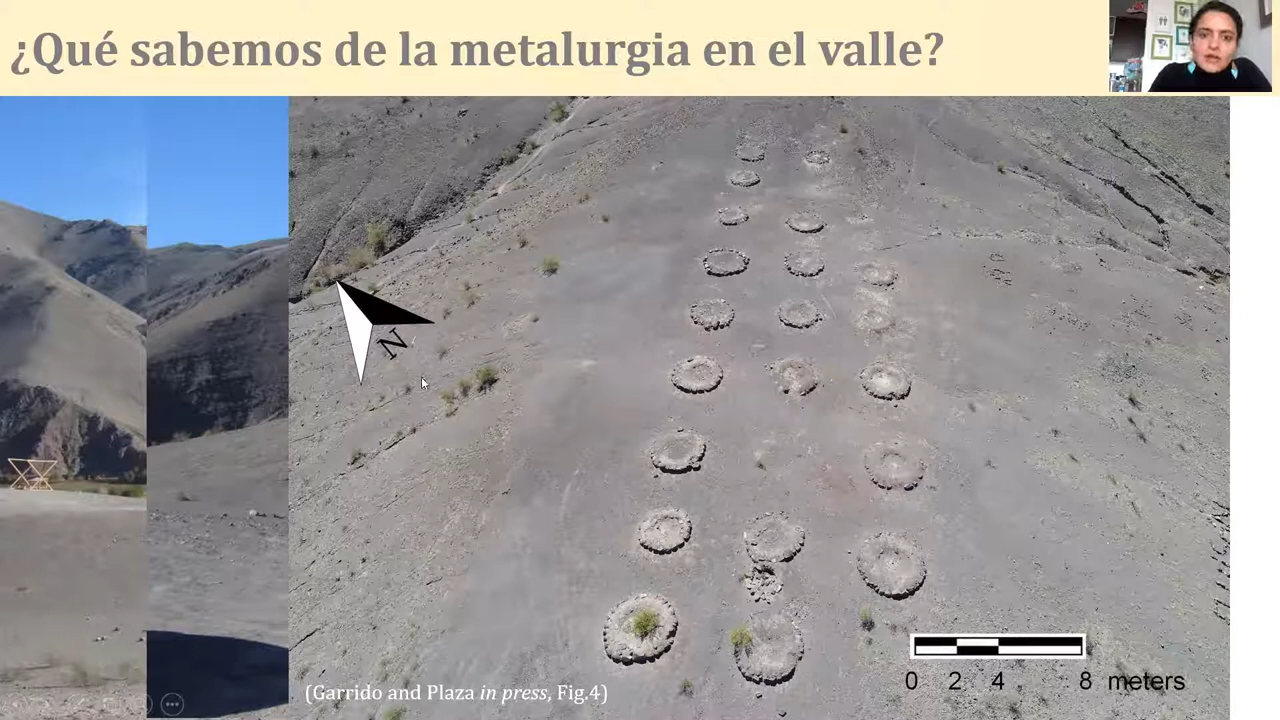 ¿Qué sabemos de la metalurgia en el valle?
N
0 2 4 8 meters
(Garrido and Plaza in press, Fig.4)